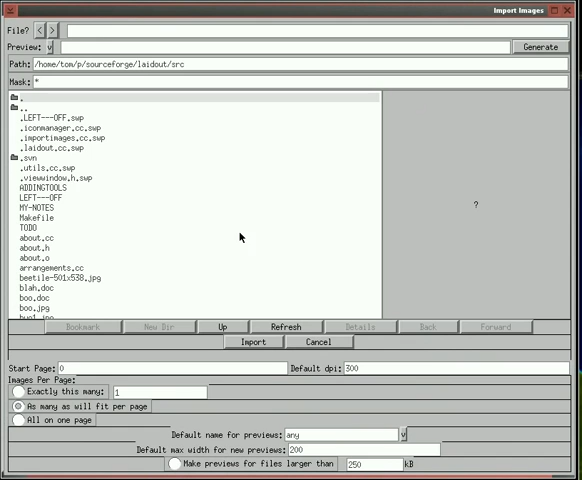 Import Images
File? < >
Preview: v Generate
Path: /home/tom/p/sourceforge/laidout/src
Mask: *
.
..
.LEFT---OFF.swp
.iconmanager.cc.swp
.importimages.cc.swp
.laidout.cc.swp
.svn
.utils.cc.swp
.viewwindow.h.swp
ADDINGTOOLS
LEFT---OFF
MY-NOTES
Makefile
TODO
about.cc
about.h
about.o
arrangements.cc
beetile-501x538.jpg
blah.doc
boo.doc
boo.jpg
?
Bookmark New Dir Up Refresh Details Back Forward
Import Cancel
Start Page: 0 Default dpi: 300
Images Per Page:
Exactly this many: 1
As many as will fit per page
All on one page
Default name for previews: any v
Default max width for new previews: 200
Make previews for files larger than 250 kB